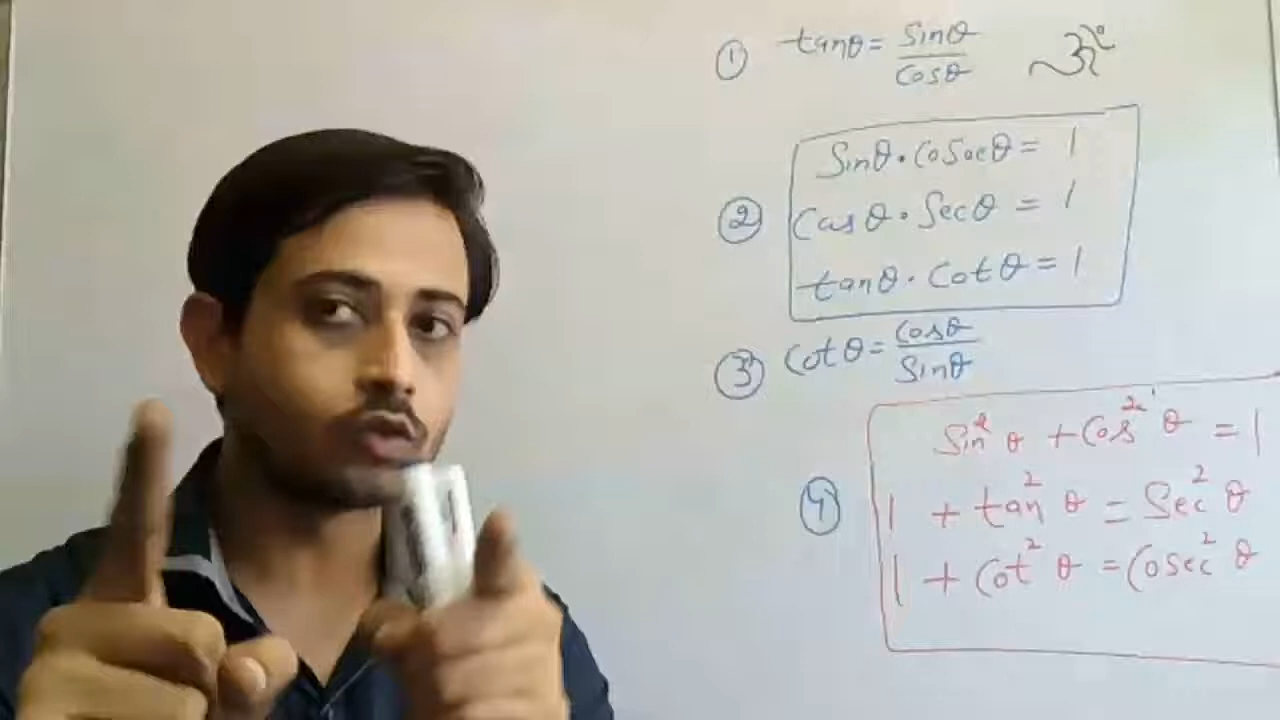 ① tanθ = sinθ / cosθ
② Sinθ · Cosecθ = 1
Cosθ · Secθ = 1
tanθ · Cotθ = 1
③ Cotθ = Cosθ / Sinθ
④ Sin²θ + Cos²θ = 1
1 + tan²θ = Sec²θ
1 + Cot²θ = Cosec²θ